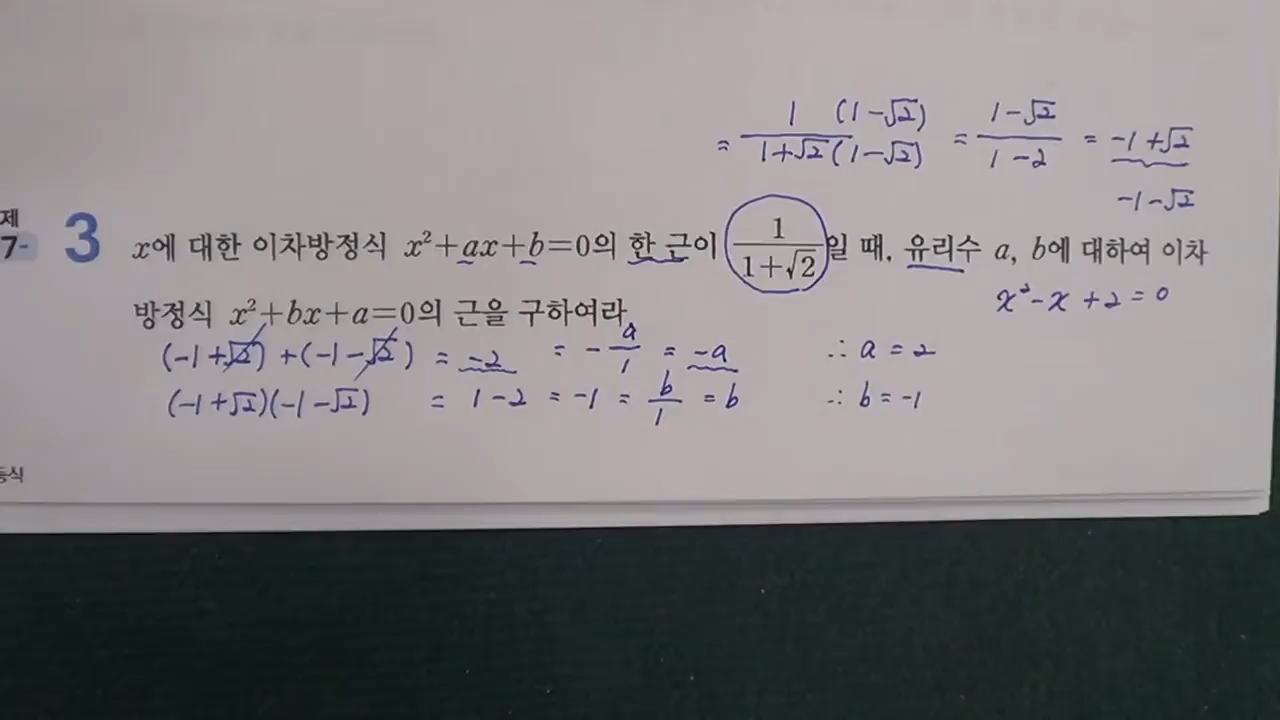 = 1 (1-√2) / 1+√2 (1-√2) = 1-√2 / 1-2 = -1+√2
-1-√2
제
7-
3
x에 대한 이차방정식 x²+ax+b=0의 한 근이 1/(1+√2) 일 때, 유리수 a, b에 대하여 이차
x²-x+2=0
방정식 x²+bx+a=0의 근을 구하여라.
(-1+√2)+(-1-√2) = -2 = -a/1 = -a ∴ a=2
(-1+√2)(-1-√2) = 1-2 = -1 = b/1 = b ∴ b=-1
등식